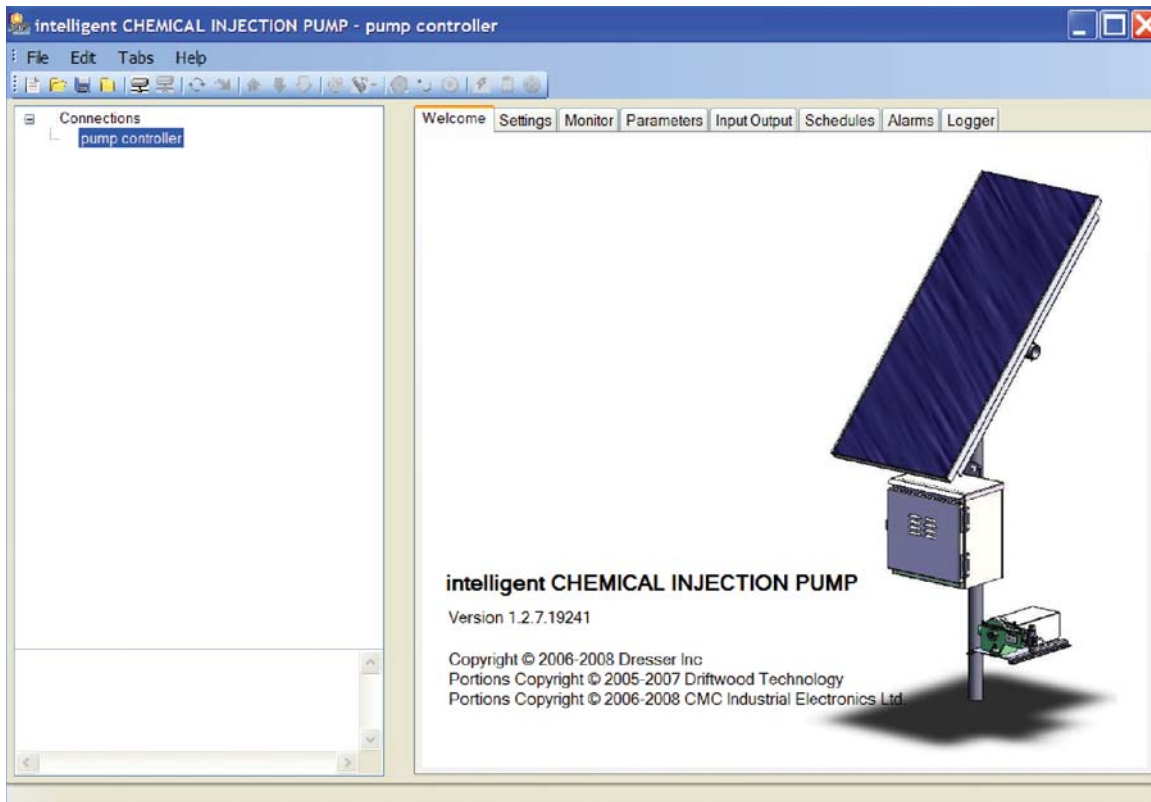 intelligent CHEMICAL INJECTION PUMP - pump controller
File Edit Tabs Help
Connections
pump controller
Welcome Settings Monitor Parameters Input Output Schedules Alarms Logger
intelligent CHEMICAL INJECTION PUMP
Version 1.2.7.19241
Copyright © 2006-2008 Dresser Inc
Portions Copyright © 2005-2007 Driftwood Technology
Portions Copyright © 2006-2008 CMC Industrial Electronics Ltd.